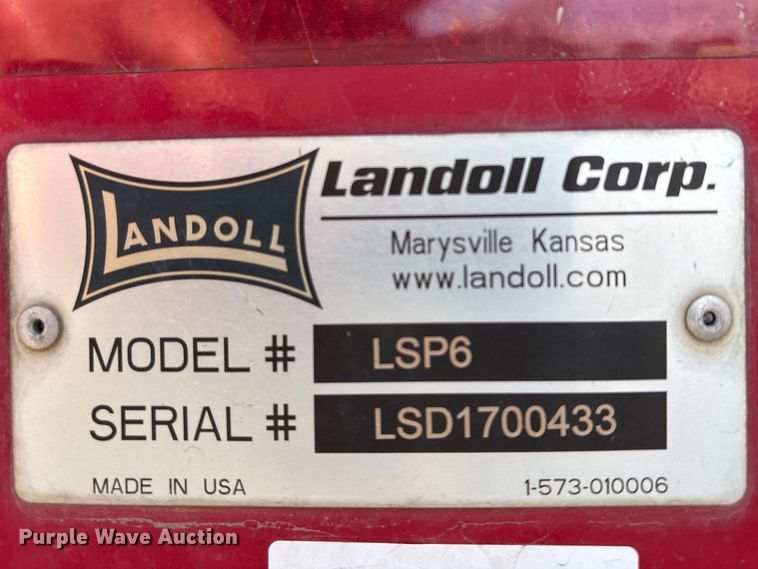 LANDOLL
Landoll Corp.
Marysville Kansas
www.landoll.com
MODEL # LSP6
SERIAL # LSD1700433
MADE IN USA 1-573-010006
Purple Wave Auction